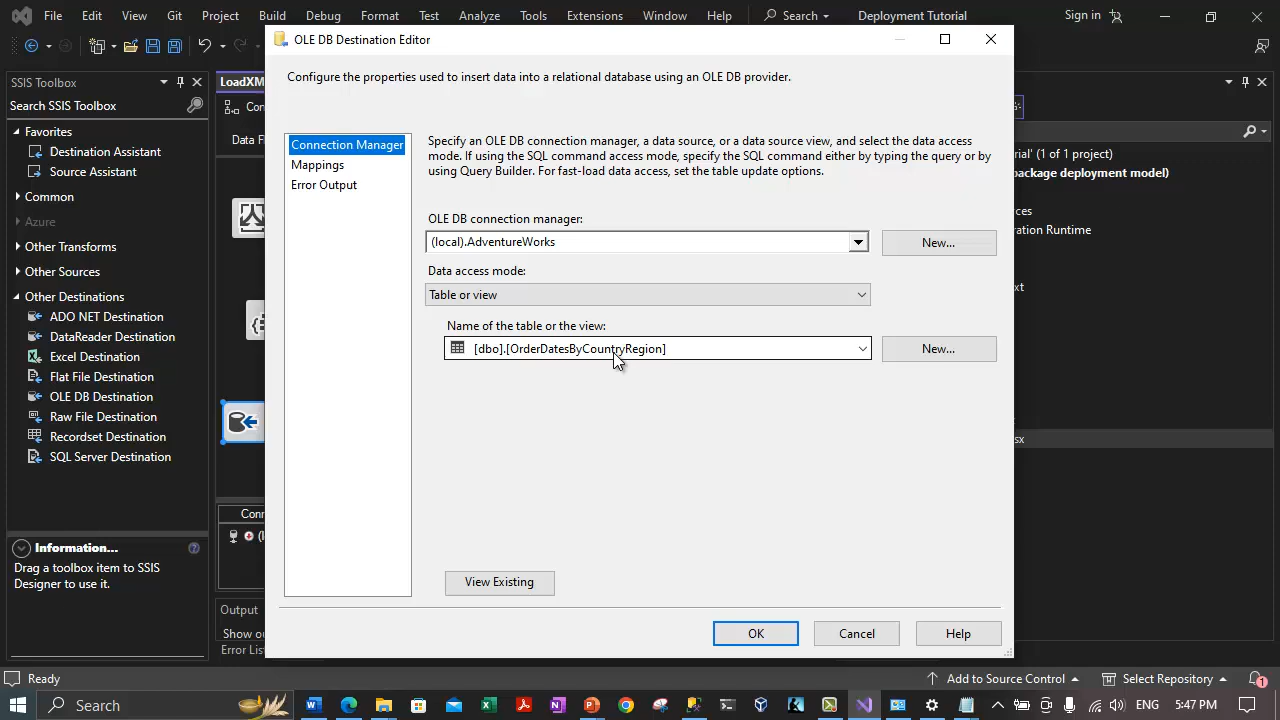 File Edit View Git Project Build Debug Format Test Analyze Tools Extensions Window Help Search Deployment Tutorial Sign in
OLE DB Destination Editor
SSIS Toolbox
LoadXM
Configure the properties used to insert data into a relational database using an OLE DB provider.
Search SSIS Toolbox
Con
Favorites
Data Fl
Destination Assistant
Source Assistant
Common
Azure
Other Transforms
Other Sources
Other Destinations
ADO NET Destination
DataReader Destination
Excel Destination
Flat File Destination
OLE DB Destination
Raw File Destination
Recordset Destination
SQL Server Destination
Information...
Drag a toolbox item to SSIS
Designer to use it.
Conn
(l
Output
Show ou
Error List
Connection Manager
Mappings
Error Output
Specify an OLE DB connection manager, a data source, or a data source view, and select the data access
mode. If using the SQL command access mode, specify the SQL command either by typing the query or by
using Query Builder. For fast-load data access, set the table update options.
OLE DB connection manager:
(local).AdventureWorks
New...
Data access mode:
Table or view
Name of the table or the view:
[dbo].[OrderDatesByCountryRegion]
New...
View Existing
OK Cancel Help
rial' (1 of 1 project)
package deployment model)
ces
ration Runtime
xt
sx
Ready
Add to Source Control
Select Repository
1
Search
ENG 5:47 PM